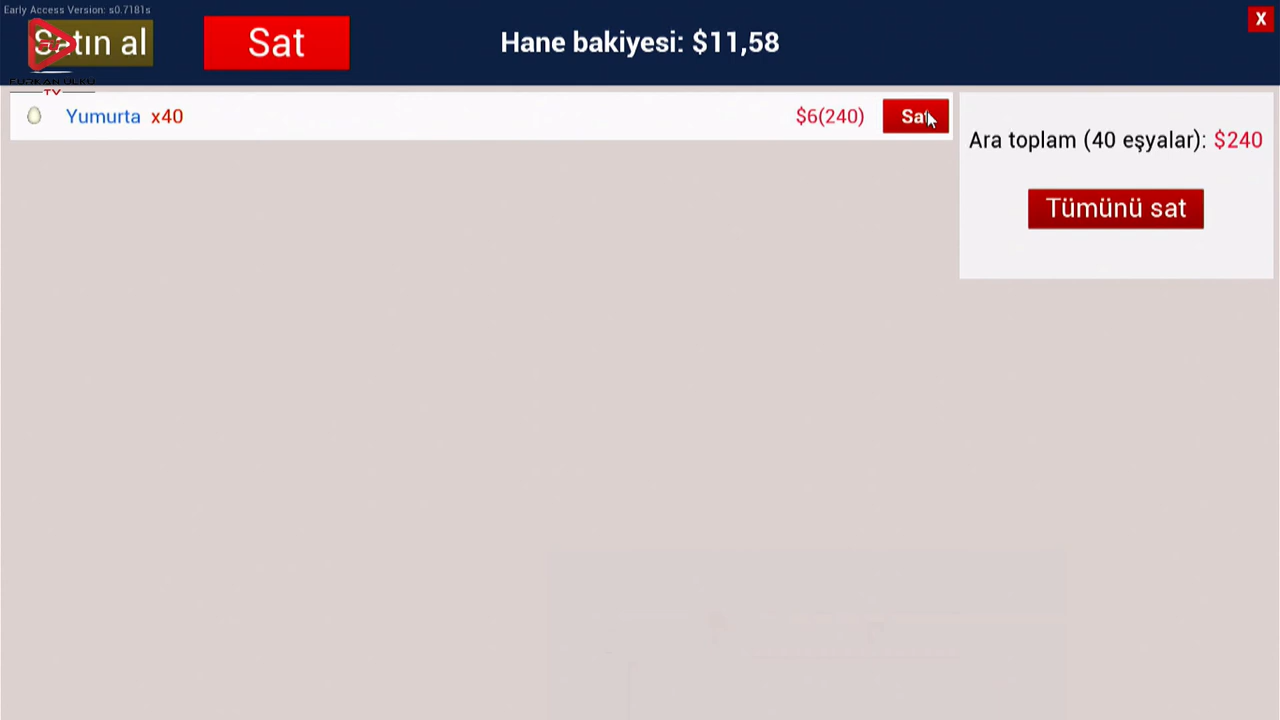 Early Access Version: s0.7181s
Satın al
Sat
Hane bakiyesi: $11,58
X
TV
Yumurta x40
$6(240)
Sat
Ara toplam (40 eşyalar): $240
Tümünü sat